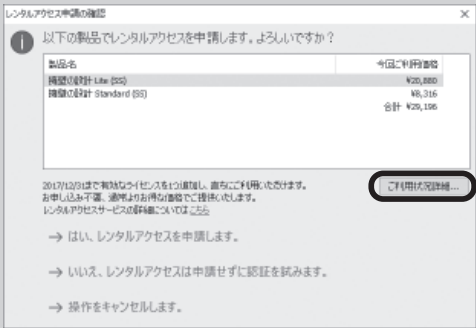 レンタルアクセス申請の確認
以下の製品でレンタルアクセスを申請します。よろしいですか？
製品名 今回ご利用価格
擁壁の設計 Lite (SS) ¥20,880
擁壁の設計 Standard (SS) ¥8,316
合計 ¥29,196
2017/12/31まで有効なライセンスを1つ追加し、直ちにご利用いただけます。
お申し込み不要、通常よりお得な価格でご提供いたします。
レンタルアクセスサービスの詳細についてはこちら
ご利用状況詳細...
→ はい、レンタルアクセスを申請します。
→ いいえ、レンタルアクセスは申請せずに認証を試みます。
→ 操作をキャンセルします。